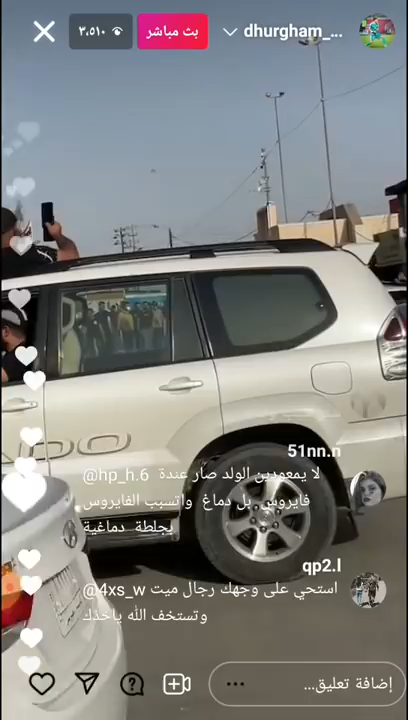 dhurgham_...
بث مباشر
٣،٥١٠
ADO
51nn.n
@hp_h.6 لا يمعودين الولد صار عندة
فايروس بل دماغ واتسبب الفايروس
بجلطة دماغية
qp2.l
@4xs_w استحي على وجهك رجال ميت
وتستخف الله ياخذك
إضافة تعليق...